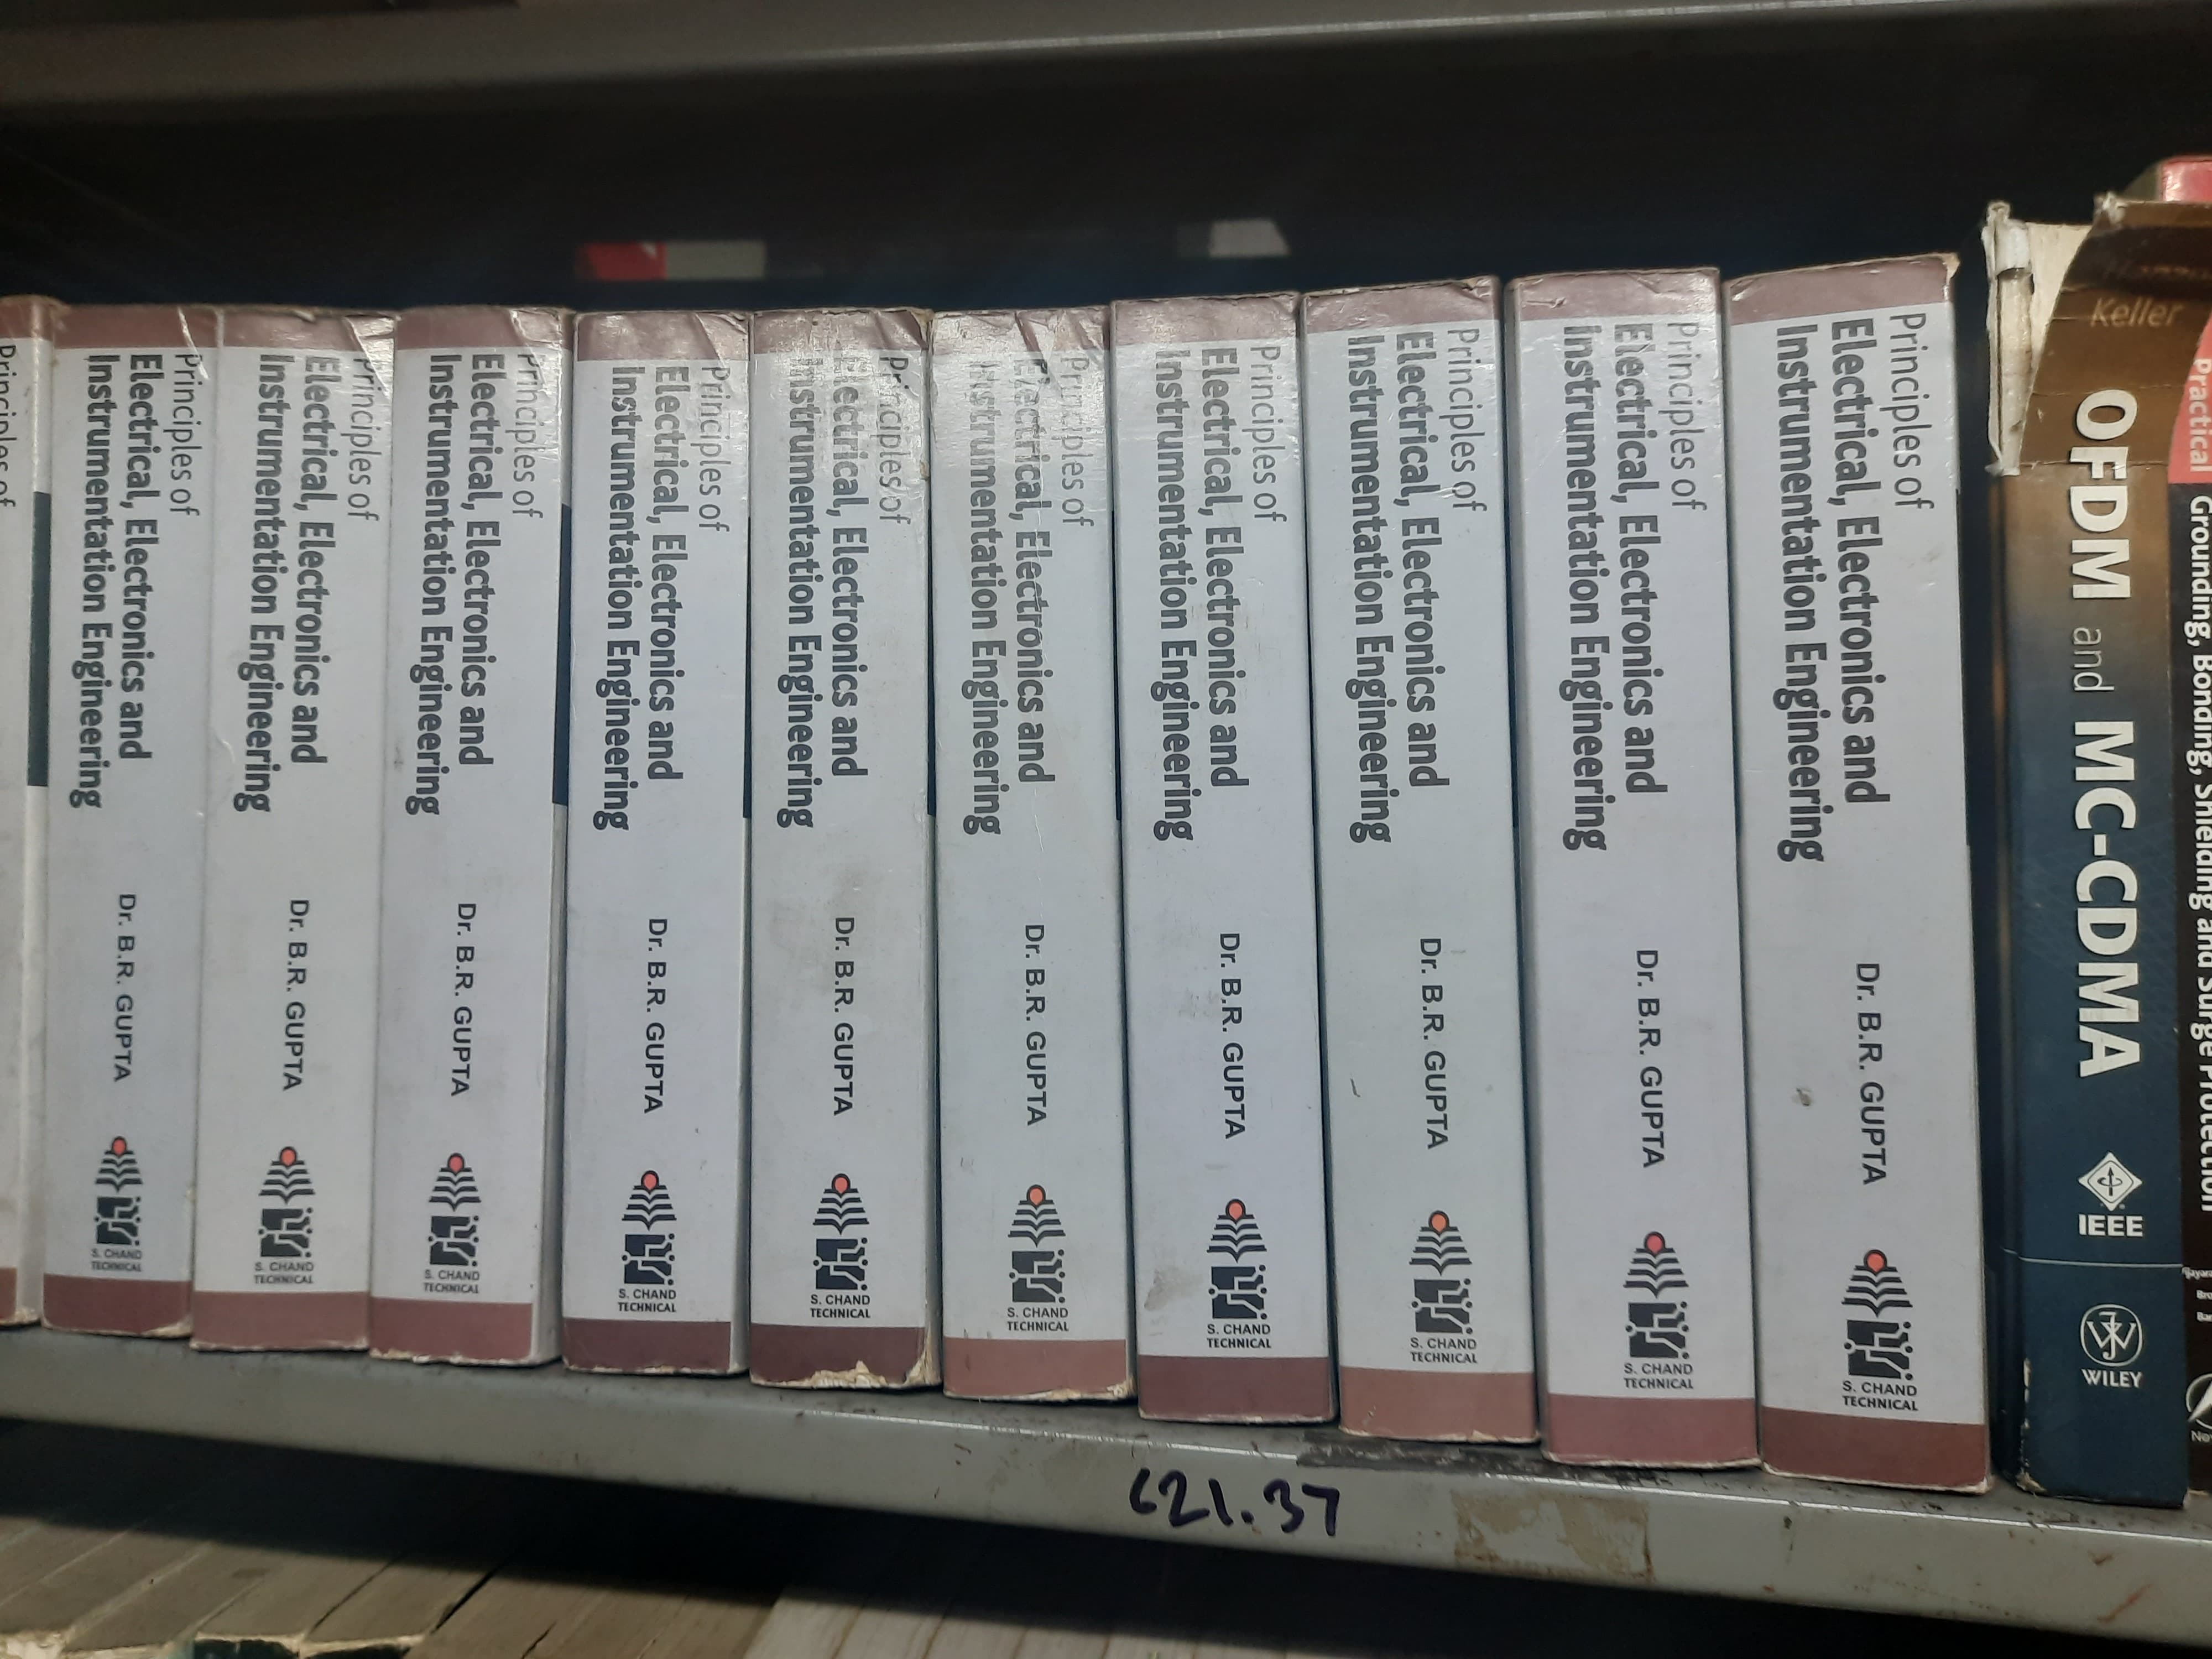 Principles of
Principles of
Electrical, Electronics and
Instrumentation Engineering
Dr. B.R. GUPTA
S. CHAND
TECHNICAL
Principles of
Electrical, Electronics and
Instrumentation Engineering
Dr. B.R. GUPTA
S. CHAND
TECHNICAL
Principles of
Electrical, Electronics and
Instrumentation Engineering
Dr. B.R. GUPTA
S. CHAND
TECHNICAL
Principles of
Electrical, Electronics and
Instrumentation Engineering
Dr. B.R. GUPTA
S. CHAND
TECHNICAL
Principles of
Electrical, Electronics and
Instrumentation Engineering
Dr. B.R. GUPTA
S. CHAND
TECHNICAL
Principles of
Electrical, Electronics and
Instrumentation Engineering
Dr. B.R. GUPTA
S. CHAND
TECHNICAL
Principles of
Electrical, Electronics and
Instrumentation Engineering
Dr. B.R. GUPTA
S. CHAND
TECHNICAL
Principles of
Electrical, Electronics and
Instrumentation Engineering
Dr. B.R. GUPTA
S. CHAND
TECHNICAL
Principles of
Electrical, Electronics and
Instrumentation Engineering
Dr. B.R. GUPTA
S. CHAND
TECHNICAL
Principles of
Electrical, Electronics and
Instrumentation Engineering
Dr. B.R. GUPTA
S. CHAND
TECHNICAL
Keller
OFDM and MC-CDMA
IEEE
WILEY
Practical
Grounding, Bonding, Shielding and Surge Protection
621.37